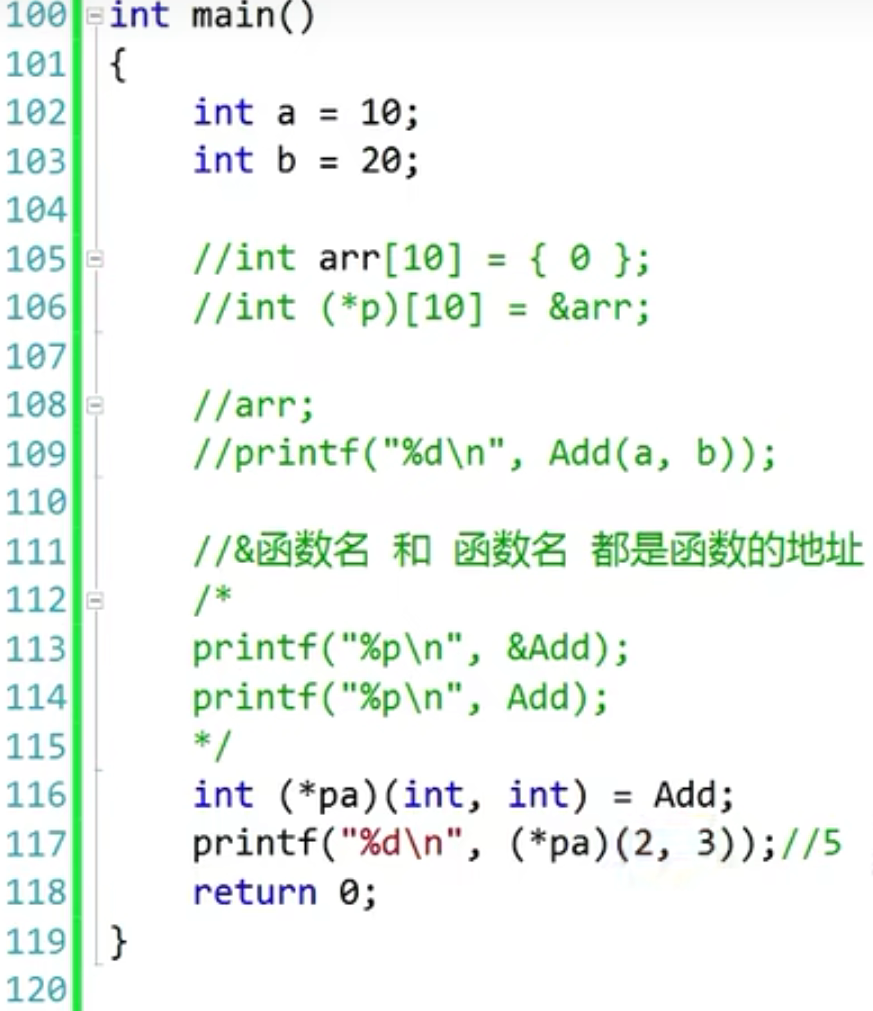 100 int main()
101 {
102 int a = 10;
103 int b = 20;
104
105 //int arr[10] = { 0 };
106 //int (*p)[10] = &arr;
107
108 //arr;
109 //printf("%d\n", Add(a, b));
110
111 //&函数名 和 函数名 都是函数的地址
112 /*
113 printf("%p\n", &Add);
114 printf("%p\n", Add);
115 */
116 int (*pa)(int, int) = Add;
117 printf("%d\n", (*pa)(2, 3));//5
118 return 0;
119 }
120